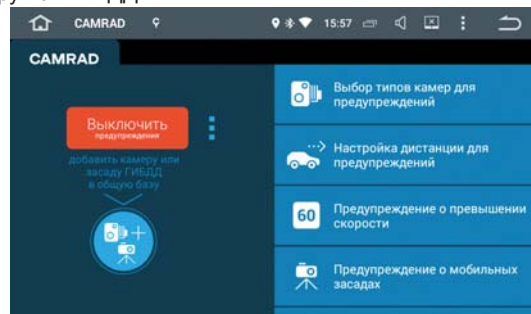 CAMRAD
15:57
CAMRAD
Выключить
предупреждения
добавить камеру или
засаду ГИБДД
в общую базу
Выбор типов камер для
предупреждений
Настройка дистанции для
предупреждений
60
Предупреждение о превышении
скорости
Предупреждение о мобильных
засадах